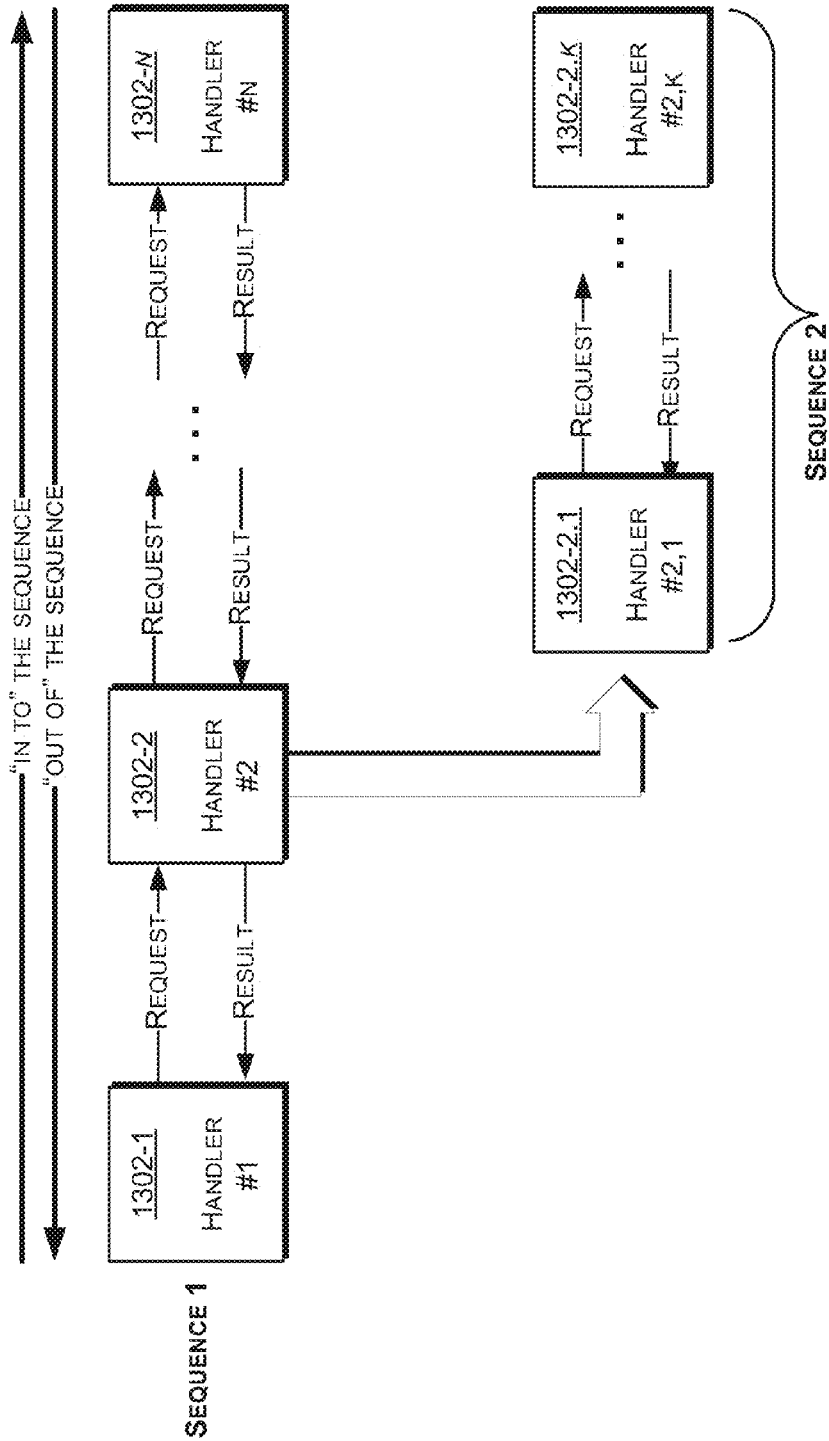 "IN TO" THE SEQUENCE
"OUT OF" THE SEQUENCE
SEQUENCE 1
1302-1
HANDLER
#1
REQUEST
RESULT
1302-2
HANDLER
#2
REQUEST
RESULT
...
REQUEST
RESULT
1302-N
HANDLER
#N
1302-2.1
HANDLER
#2,1
REQUEST
RESULT
...
1302-2.K
HANDLER
#2,K
SEQUENCE 2